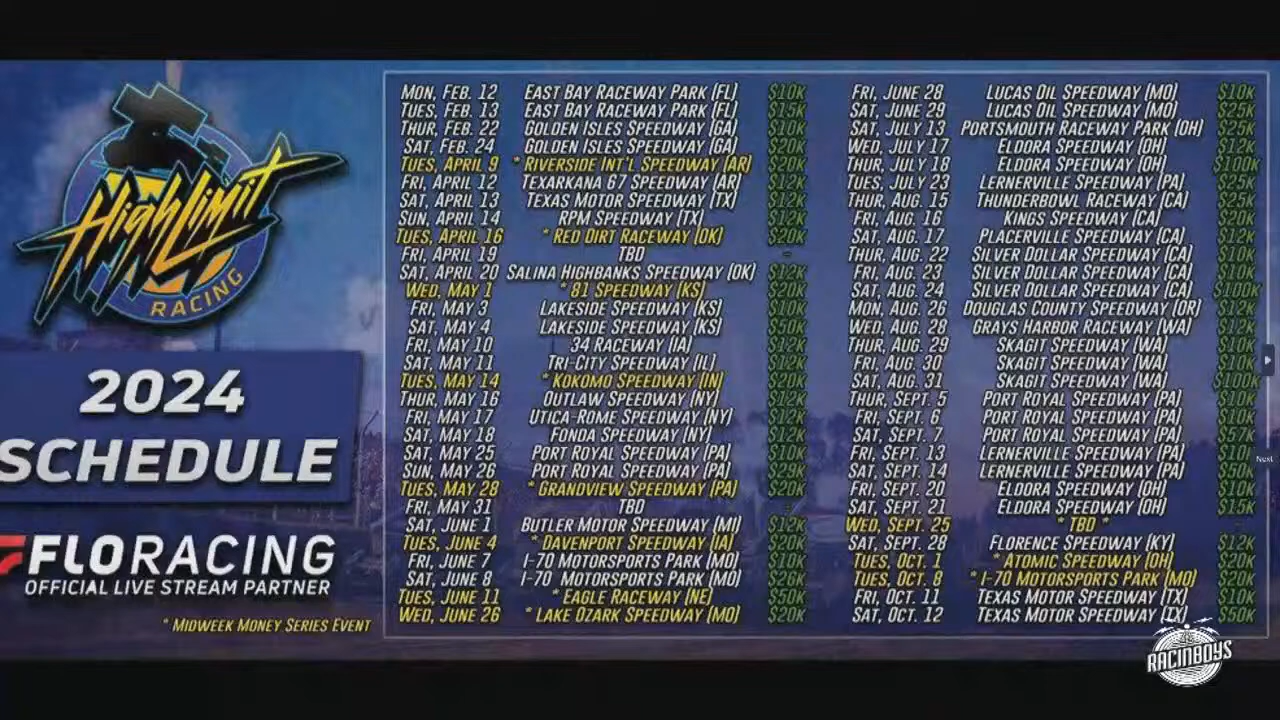 HIGHLIMIT
RACING
2024
SCHEDULE
FLORACING
OFFICIAL LIVE STREAM PARTNER
* MIDWEEK MONEY SERIES EVENT
MON, FEB. 12 EAST BAY RACEWAY PARK (FL) $10K
TUES, FEB. 13 EAST BAY RACEWAY PARK (FL) $15K
THUR, FEB. 22 GOLDEN ISLES SPEEDWAY (GA) $10K
SAT, FEB. 24 GOLDEN ISLES SPEEDWAY (GA) $20K
TUES, APRIL 9 * RIVERSIDE INT'L SPEEDWAY (AR) $20K
FRI, APRIL 12 TEXARKANA 67 SPEEDWAY (AR) $12K
SAT, APRIL 13 TEXAS MOTOR SPEEDWAY (TX) $12K
SUN, APRIL 14 RPM SPEEDWAY (TX) $12K
TUES, APRIL 16 * RED DIRT RACEWAY (OK) $20K
FRI, APRIL 19 TBD -
SAT, APRIL 20 SALINA HIGHBANKS SPEEDWAY (OK) $12K
WED, MAY 1 * 81 SPEEDWAY (KS) $20K
FRI, MAY 3 LAKESIDE SPEEDWAY (KS) $10K
SAT, MAY 4 LAKESIDE SPEEDWAY (KS) $50K
FRI, MAY 10 34 RACEWAY (IA) $12K
SAT, MAY 11 TRI-CITY SPEEDWAY (IL) $12K
TUES, MAY 14 * KOKOMO SPEEDWAY (IN) $20K
THUR, MAY 16 OUTLAW SPEEDWAY (NY) $12K
FRI, MAY 17 UTICA-ROME SPEEDWAY (NY) $12K
SAT, MAY 18 FONDA SPEEDWAY (NY) $12K
SAT, MAY 25 PORT ROYAL SPEEDWAY (PA) $10K
SUN, MAY 26 PORT ROYAL SPEEDWAY (PA) $29K
TUES, MAY 28 * GRANDVIEW SPEEDWAY (PA) $20K
FRI, MAY 31 TBD -
SAT, JUNE 1 BUTLER MOTOR SPEEDWAY (MI) $12K
TUES, JUNE 4 * DAVENPORT SPEEDWAY (IA) $20K
FRI, JUNE 7 I-70 MOTORSPORTS PARK (MO) $10K
SAT, JUNE 8 I-70 MOTORSPORTS PARK (MO) $26K
TUES, JUNE 11 * EAGLE RACEWAY (NE) $50K
WED, JUNE 26 * LAKE OZARK SPEEDWAY (MO) $20K
FRI, JUNE 28 LUCAS OIL SPEEDWAY (MO) $10K
SAT, JUNE 29 LUCAS OIL SPEEDWAY (MO) $25K
SAT, JULY 13 PORTSMOUTH RACEWAY PARK (OH) $25K
WED, JULY 17 ELDORA (OH) $12K
THU, JULY 18 ELDORA (OH) $100K
TUES, JULY 23 LERNERVILLE (PA) $25K
THUR, AUG. 15 THUNDERBOWL RACEWAY (CA) $25K
FRI, AUG. 16 KINGS SPEEDWAY (CA) $20K
SAT, AUG. 17 PLACERVILLE (CA) $12K
THUR, AUG. 22 SILVER DOLLAR SPEEDWAY (CA) $10K
FRI, AUG. 23 SILVER DOLLAR SPEEDWAY (CA) $10K
SAT, AUG. 24 SILVER DOLLAR SPEEDWAY (CA) $100K
MON, AUG. 26 DOUGLAS COUNTY SPEEDWAY (OR) $12K
WED, AUG. 28 GRAYS HARBOR RACEWAY (WA) $12K
THUR, AUG. 29 SKAGIT (WA) $10K
FRI, AUG. 30 SKAGIT (WA) $10K
SAT, AUG. 31 SKAGIT (WA) $100K
THUR, SEPT. 5 PORT ROYAL SPEEDWAY (PA) $10K
FRI, SEPT. 6 PORT ROYAL SPEEDWAY (PA) $10K
SAT, SEPT. 7 PORT ROYAL SPEEDWAY (PA) $57K
FRI, SEPT. 13 LERNERVILLE SPEEDWAY (PA) $10
SAT, SEPT. 14 LERNERVILLE SPEEDWAY (PA) $50K
FRI, SEPT. 20 ELDORA (OH) $10K
SAT, SEPT. 21 ELDORA (OH) $15K
WED, SEPT. 25 * TBD * -
SAT, SEPT. 28 FLORENCE SPEEDWAY (KY) $12K
TUES, OCT. 1 * ATOMIC SPEEDWAY (OH) $20K
TUES, OCT. 8 * I-70 MOTORSPORTS PARK (MO) $20K
FRI, OCT. 11 TEXAS MOTOR SPEEDWAY (TX) $10K
SAT, OCT. 12 TEXAS MOTOR SPEEDWAY (TX) $50K
Next
RACINBOYS